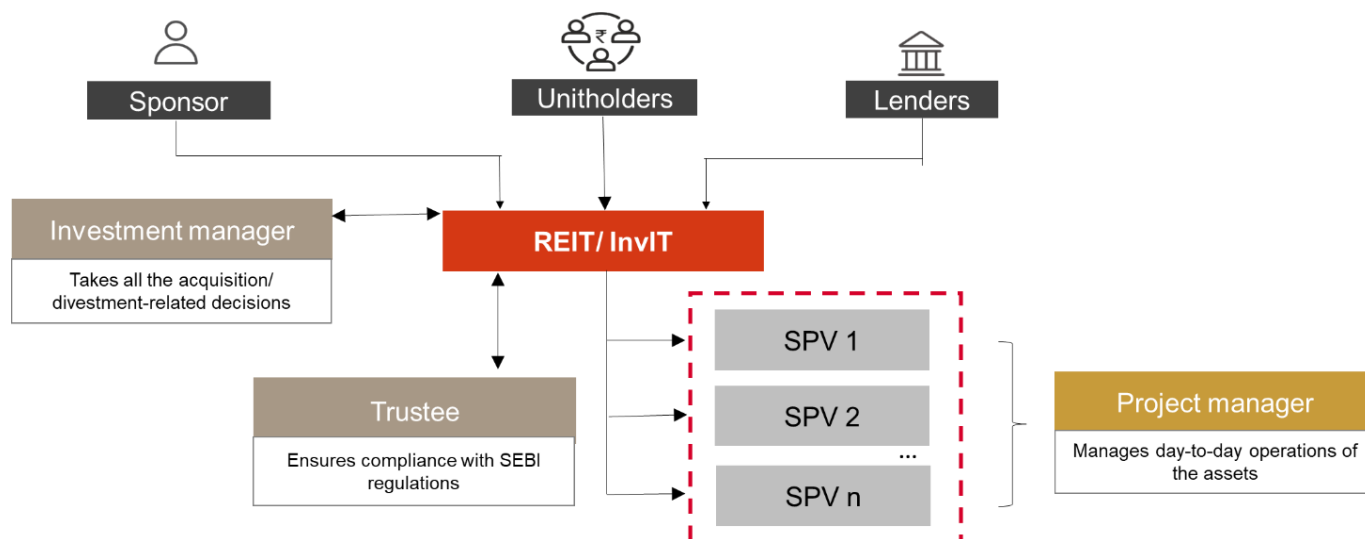 ₹
Sponsor
Unitholders
Lenders
Investment manager
Takes all the acquisition/
divestment-related decisions
REIT/ InvIT
Trustee
Ensures compliance with SEBI
regulations
SPV 1
SPV 2
...
SPV n
Project manager
Manages day-to-day operations of
the assets